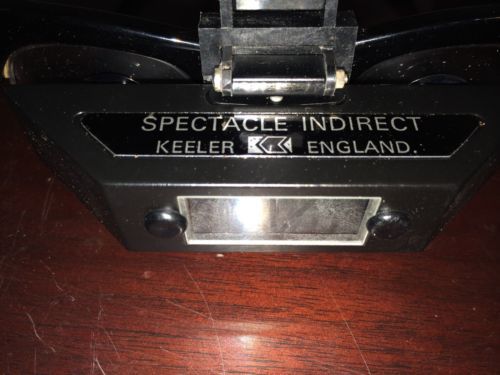 SPECTACLE INDIRECT
KEELER ENGLAND.